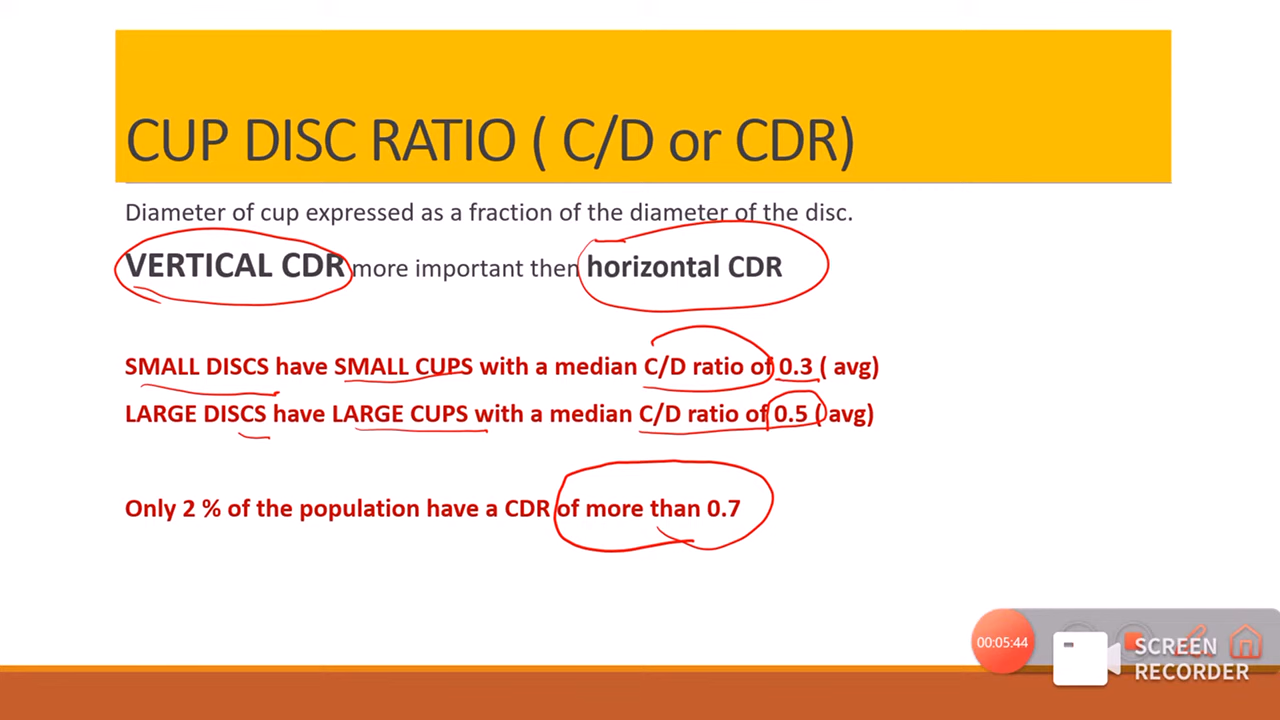 CUP DISC RATIO ( C/D or CDR)
Diameter of cup expressed as a fraction of the diameter of the disc.
VERTICAL CDR more important then horizontal CDR
SMALL DISCS have SMALL CUPS with a median C/D ratio of 0.3 ( avg)
LARGE DISCS have LARGE CUPS with a median C/D ratio of 0.5 ( avg)
Only 2 % of the population have a CDR of more than 0.7
00:05:44
SCREEN
RECORDER